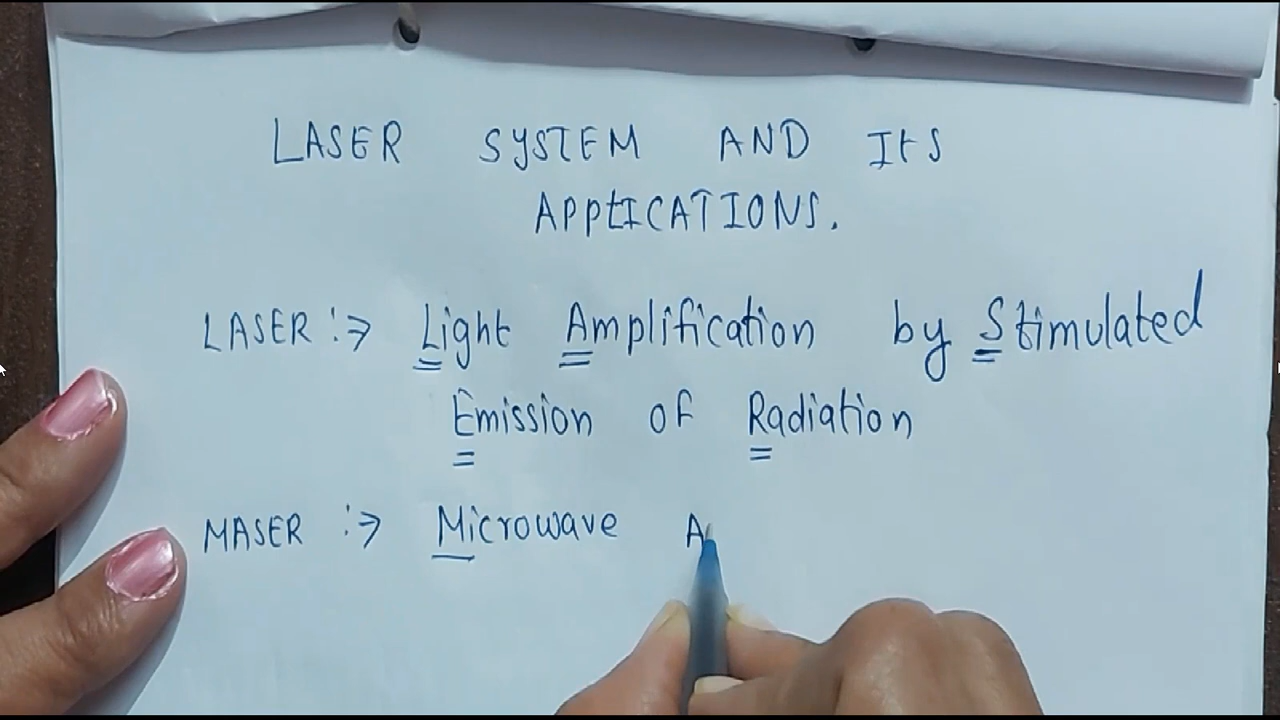 LASER SYSTEM AND ItS
APPLICATIONS.
LASER :→ Light Amplification by Stimulated
Emission of Radiation
MASER :→ Microwave A